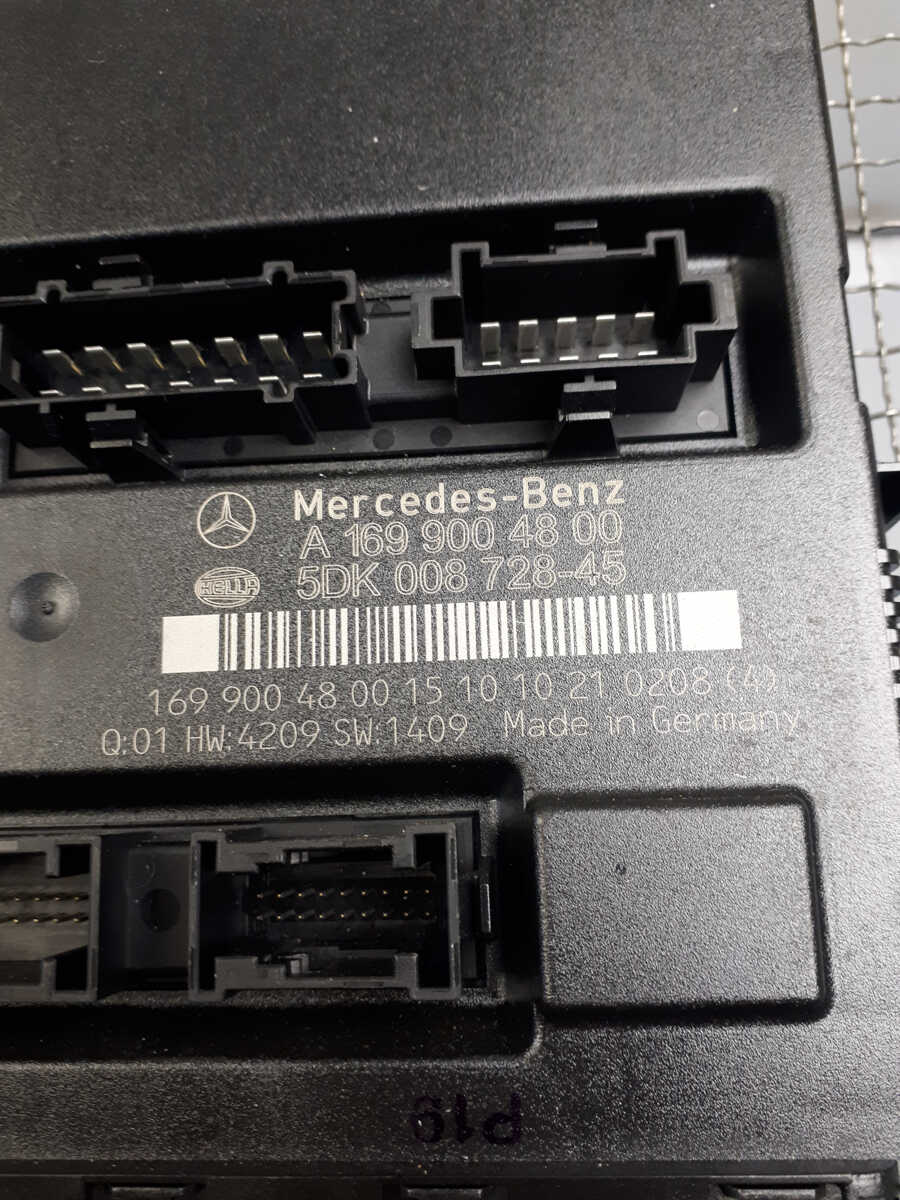 Mercedes-Benz
A 169 900 48 00
HELLA
5DK 008 728-45
169 900 48 00 15 10 10 21 0208 (4)
Q:01 HW:4209 SW:1409 Made in Germany
P19